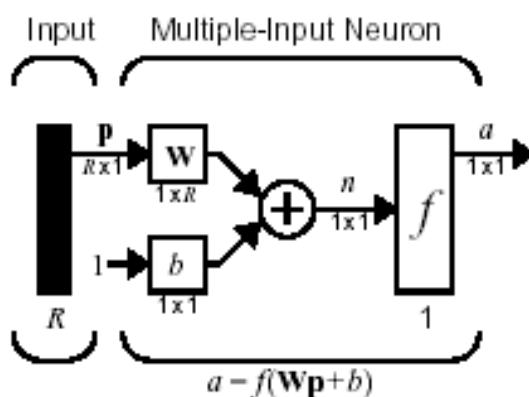 Input Multiple-Input Neuron
p a
R x 1 W n 1 x 1
1 x R 1 x 1 f
1 b
1 x 1
R 1
a = f(Wp+b)